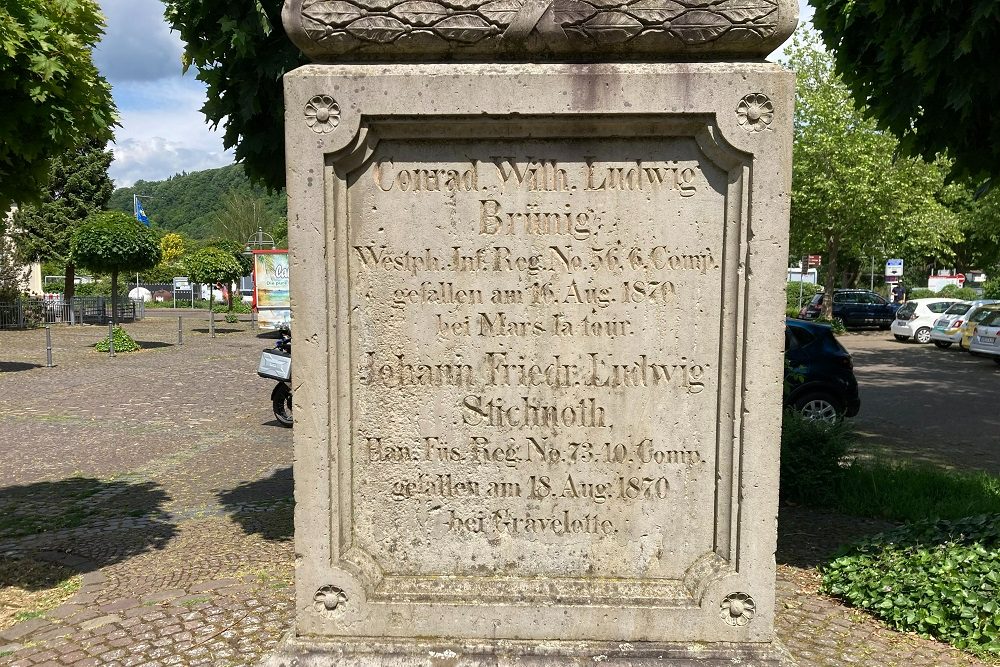 Conrad. Wilh. Ludwig
Brünig,
Westph. Inf. Reg. No. 56. 6. Comp.
gefallen am 16. Aug. 1870
bei Mars la tour.
Johann Friedr. Ludwig
Stichnoth,
Han. Füs. Reg. No. 73. 10. Comp.
gefallen am 18. Aug. 1870
bei Gravelotte.